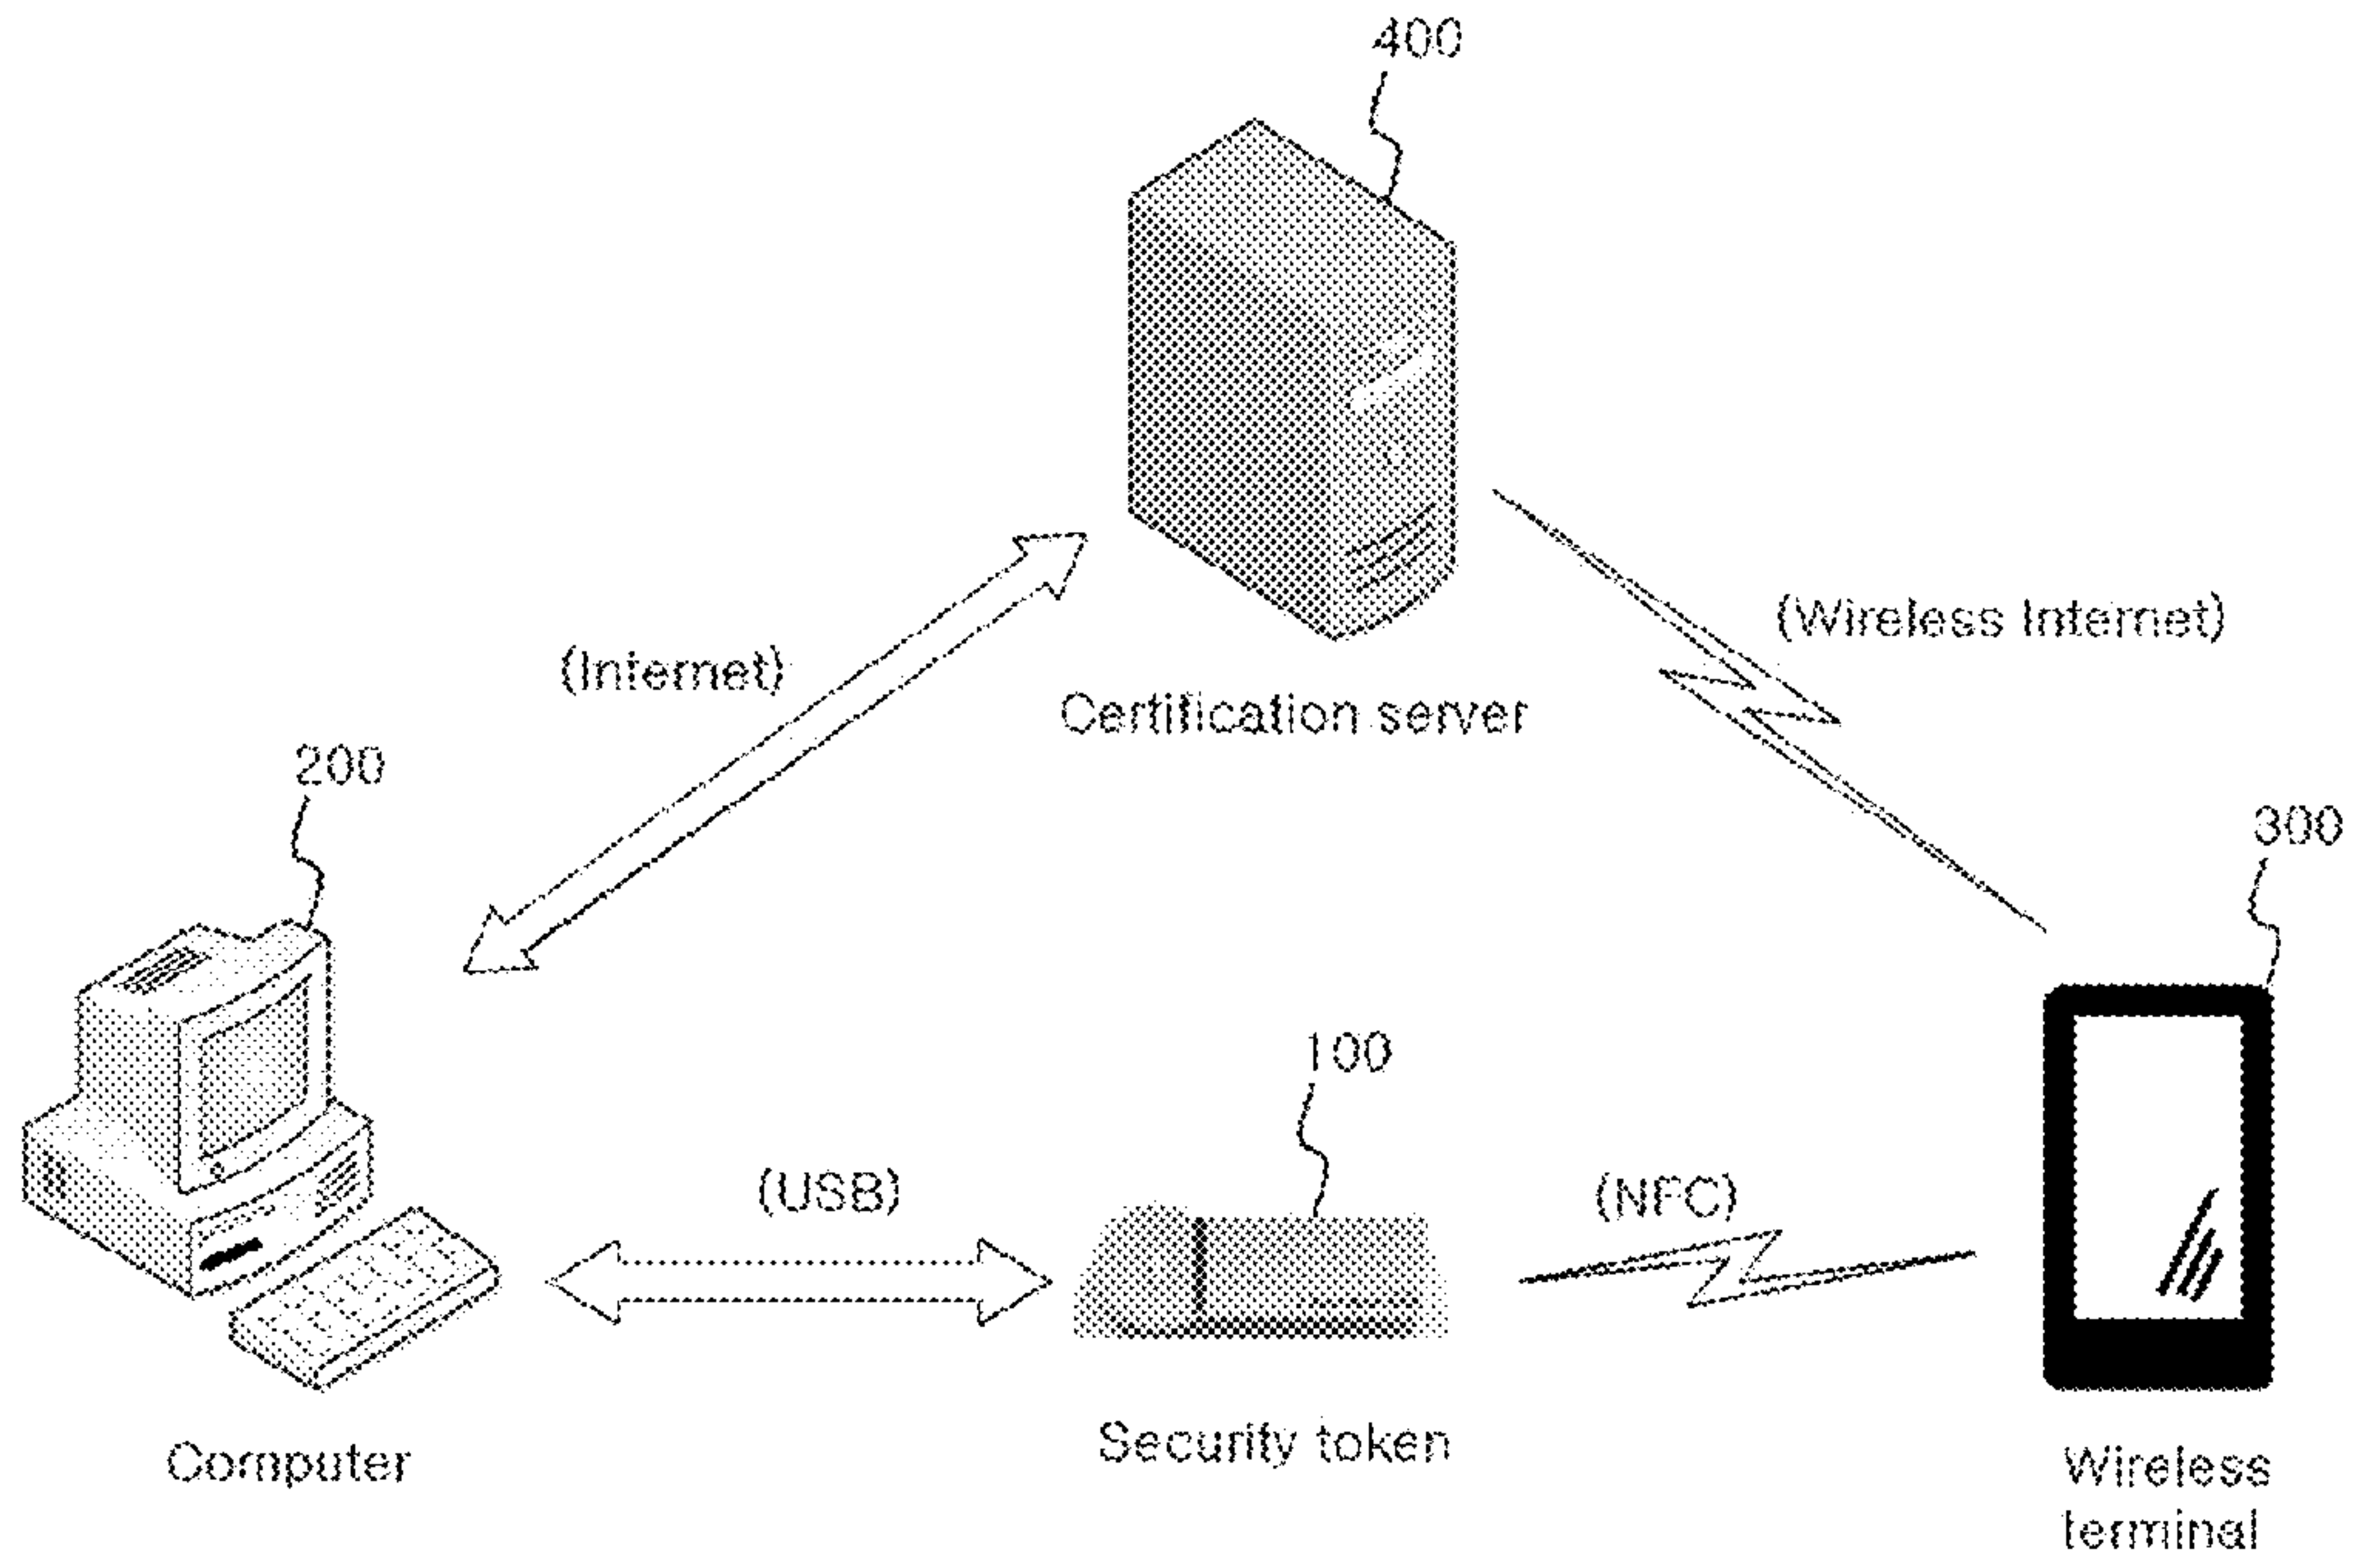 400
(Wireless Internet)
(Internet)
Certification server
200
300
100
(USB)
(NFC)
Security token
Computer
Wireless
terminal